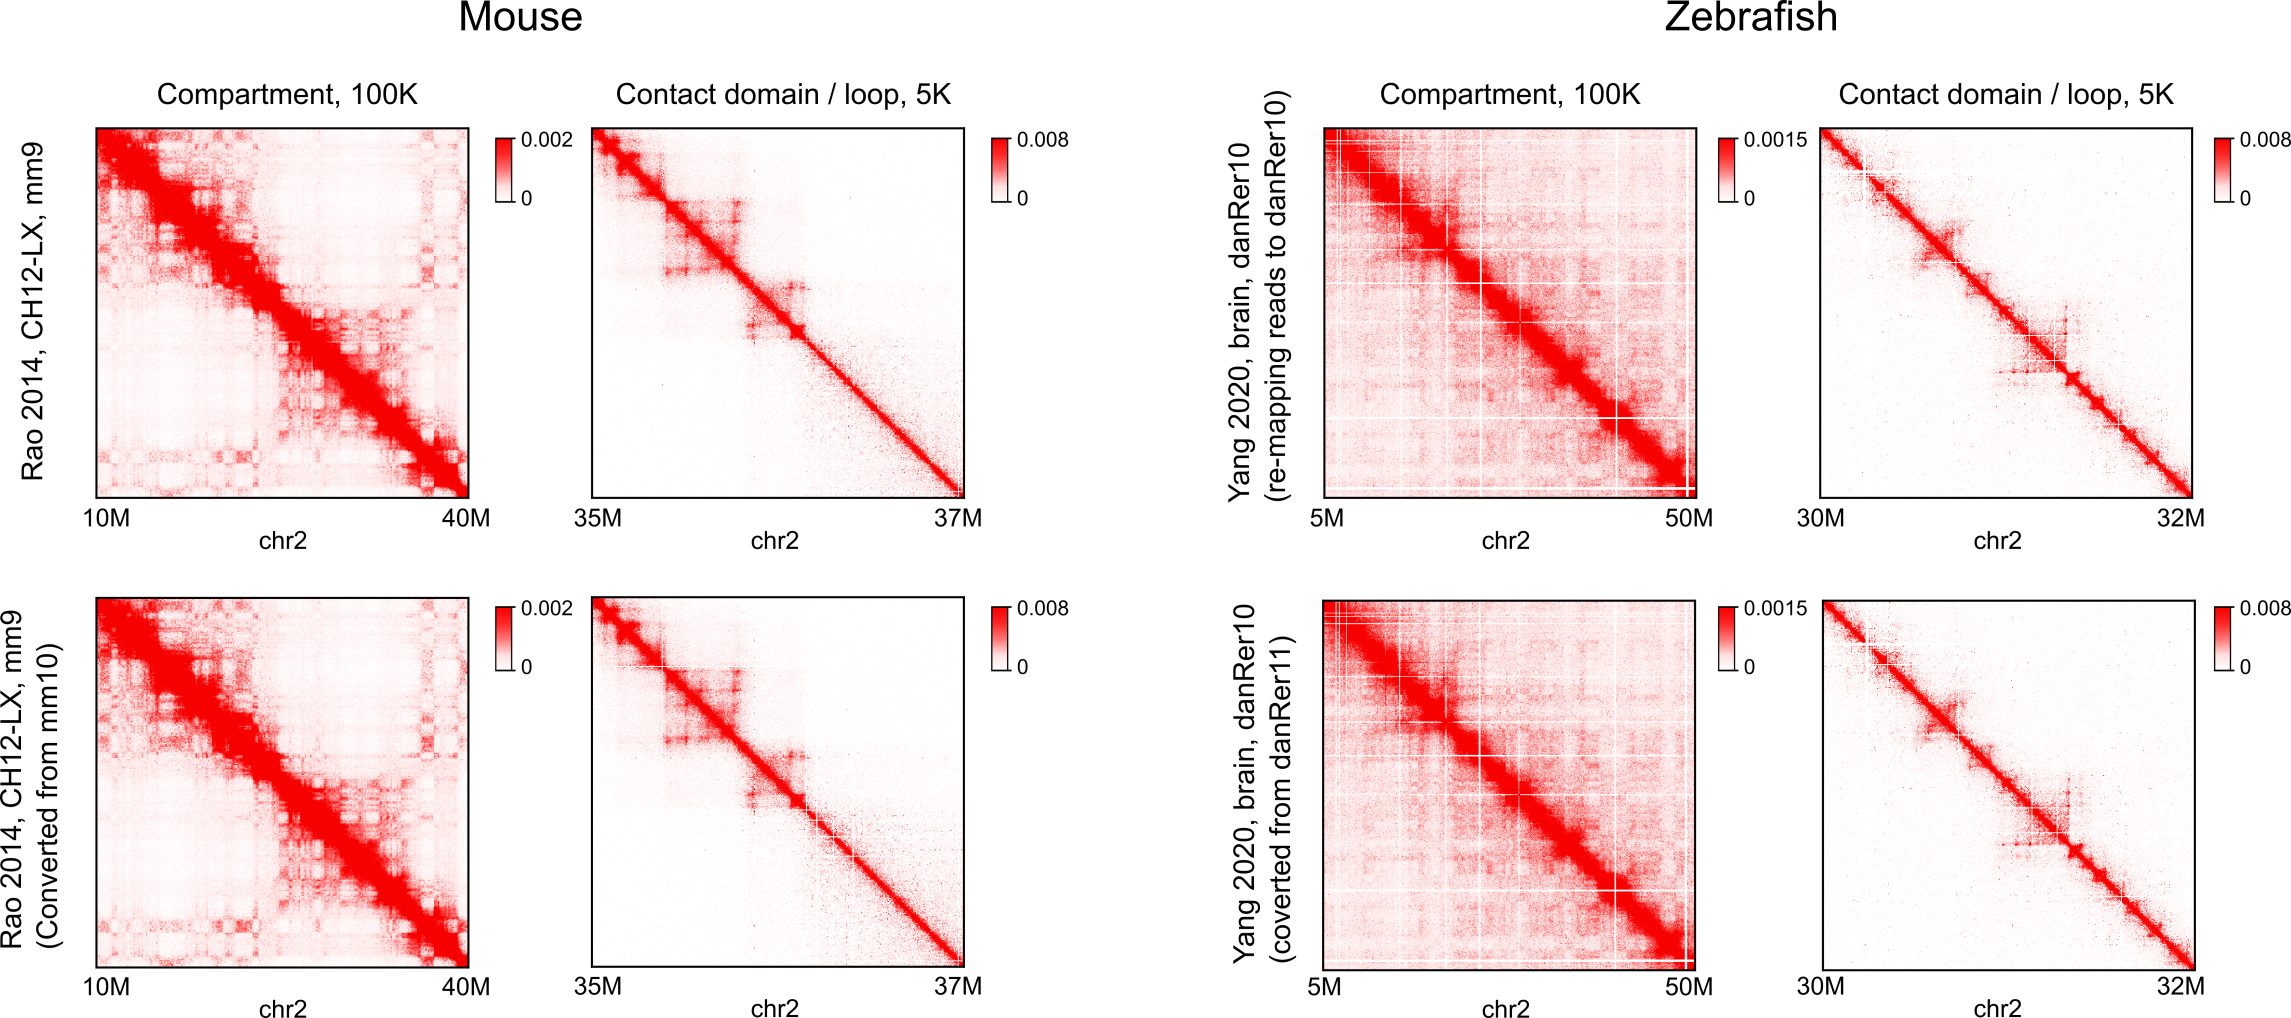 Mouse
Zebrafish
Compartment, 100K
Contact domain / loop, 5K
Compartment, 100K
Contact domain / loop, 5K
Rao 2014, CH12-LX, mm9
0.002
0
0.008
0
Yang 2020, brain, danRer10
(re-mapping reads to danRer10)
0.0015
0
0.008
0
10M
40M
chr2
35M
37M
chr2
5M
50M
chr2
30M
32M
chr2
Rao 2014, CH12-LX, mm9
(Converted from mm10)
0.002
0
0.008
0
Yang 2020, brain, danRer10
(coverted from danRer11)
0.0015
0
0.008
0
10M
40M
chr2
35M
37M
chr2
5M
50M
chr2
30M
32M
chr2